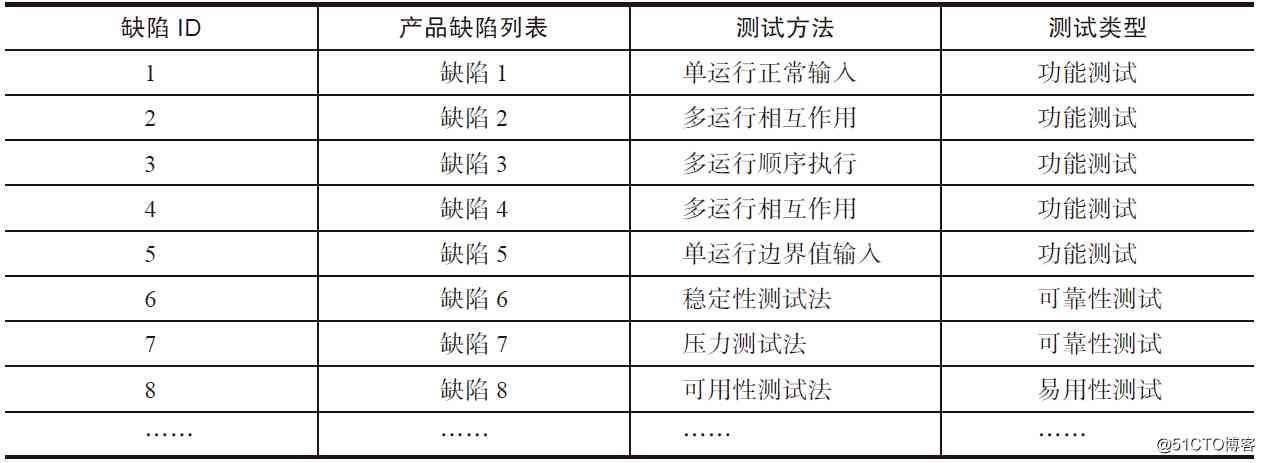 缺陷 ID 产品缺陷列表 测试方法 测试类型
1 缺陷 1 单运行正常输入 功能测试
2 缺陷 2 多运行相互作用 功能测试
3 缺陷 3 多运行顺序执行 功能测试
4 缺陷 4 多运行相互作用 功能测试
5 缺陷 5 单运行边界值输入 功能测试
6 缺陷 6 稳定性测试法 可靠性测试
7 缺陷 7 压力测试法 可靠性测试
8 缺陷 8 可用性测试法 易用性测试
…… …… …… ……
@51CTO博客